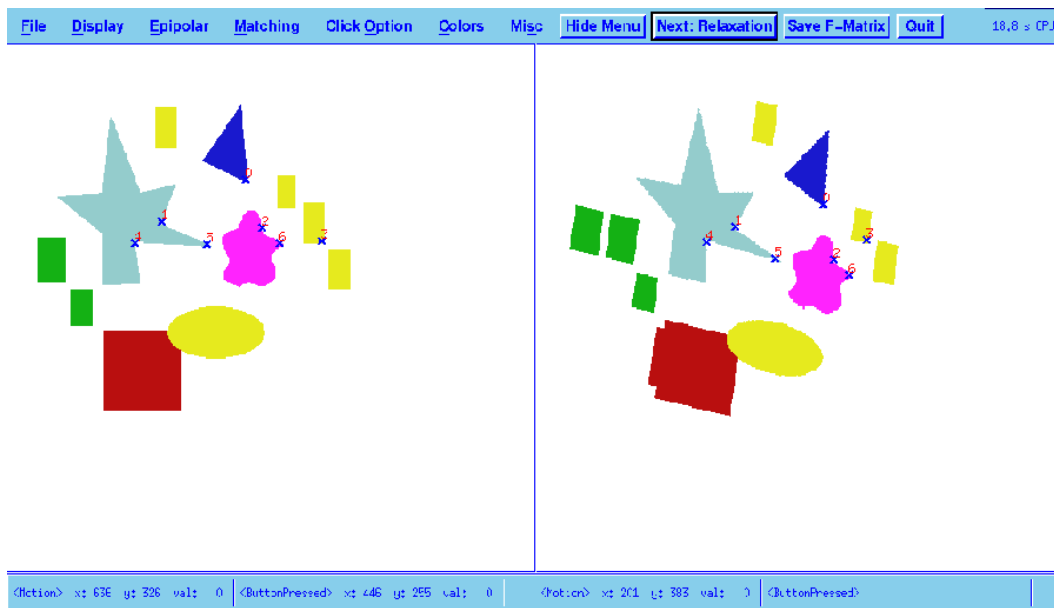 File Display Epipolar Matching Click Option Colors Misc Hide Menu Next: Relaxation Save F-Matrix Quit 18.8 s CPU
0
1
2
4 5 6 3
0
1 3
4 5 2
6
<Motion> x: 636 y: 326 val: 0 <ButtonPressed> x: 446 y: 255 val: 0 <Motion> x: 201 y: 383 val: 0 <ButtonPressed>